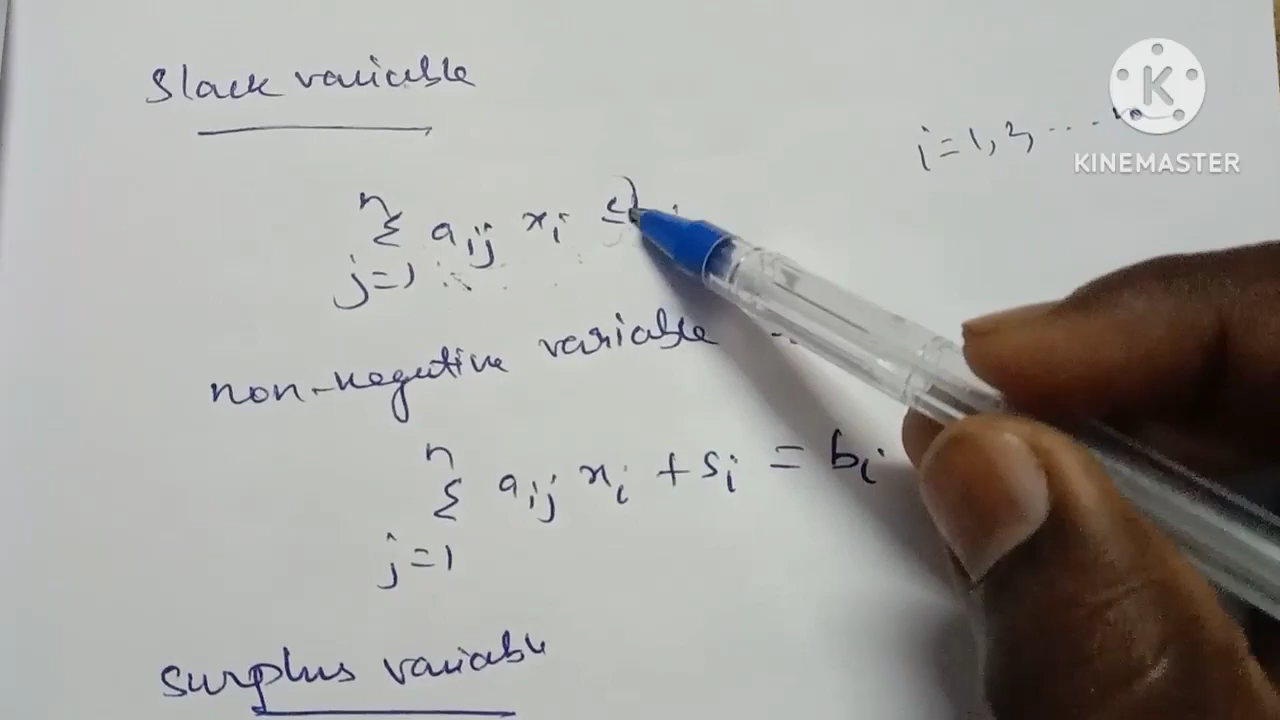 Slack variable
i=1, 2, ...
KINEMASTER
n
Σ aij xi ≤
j=1
non-negative variable
n
Σ aij xi + si = bi
j=1
Surplus variable